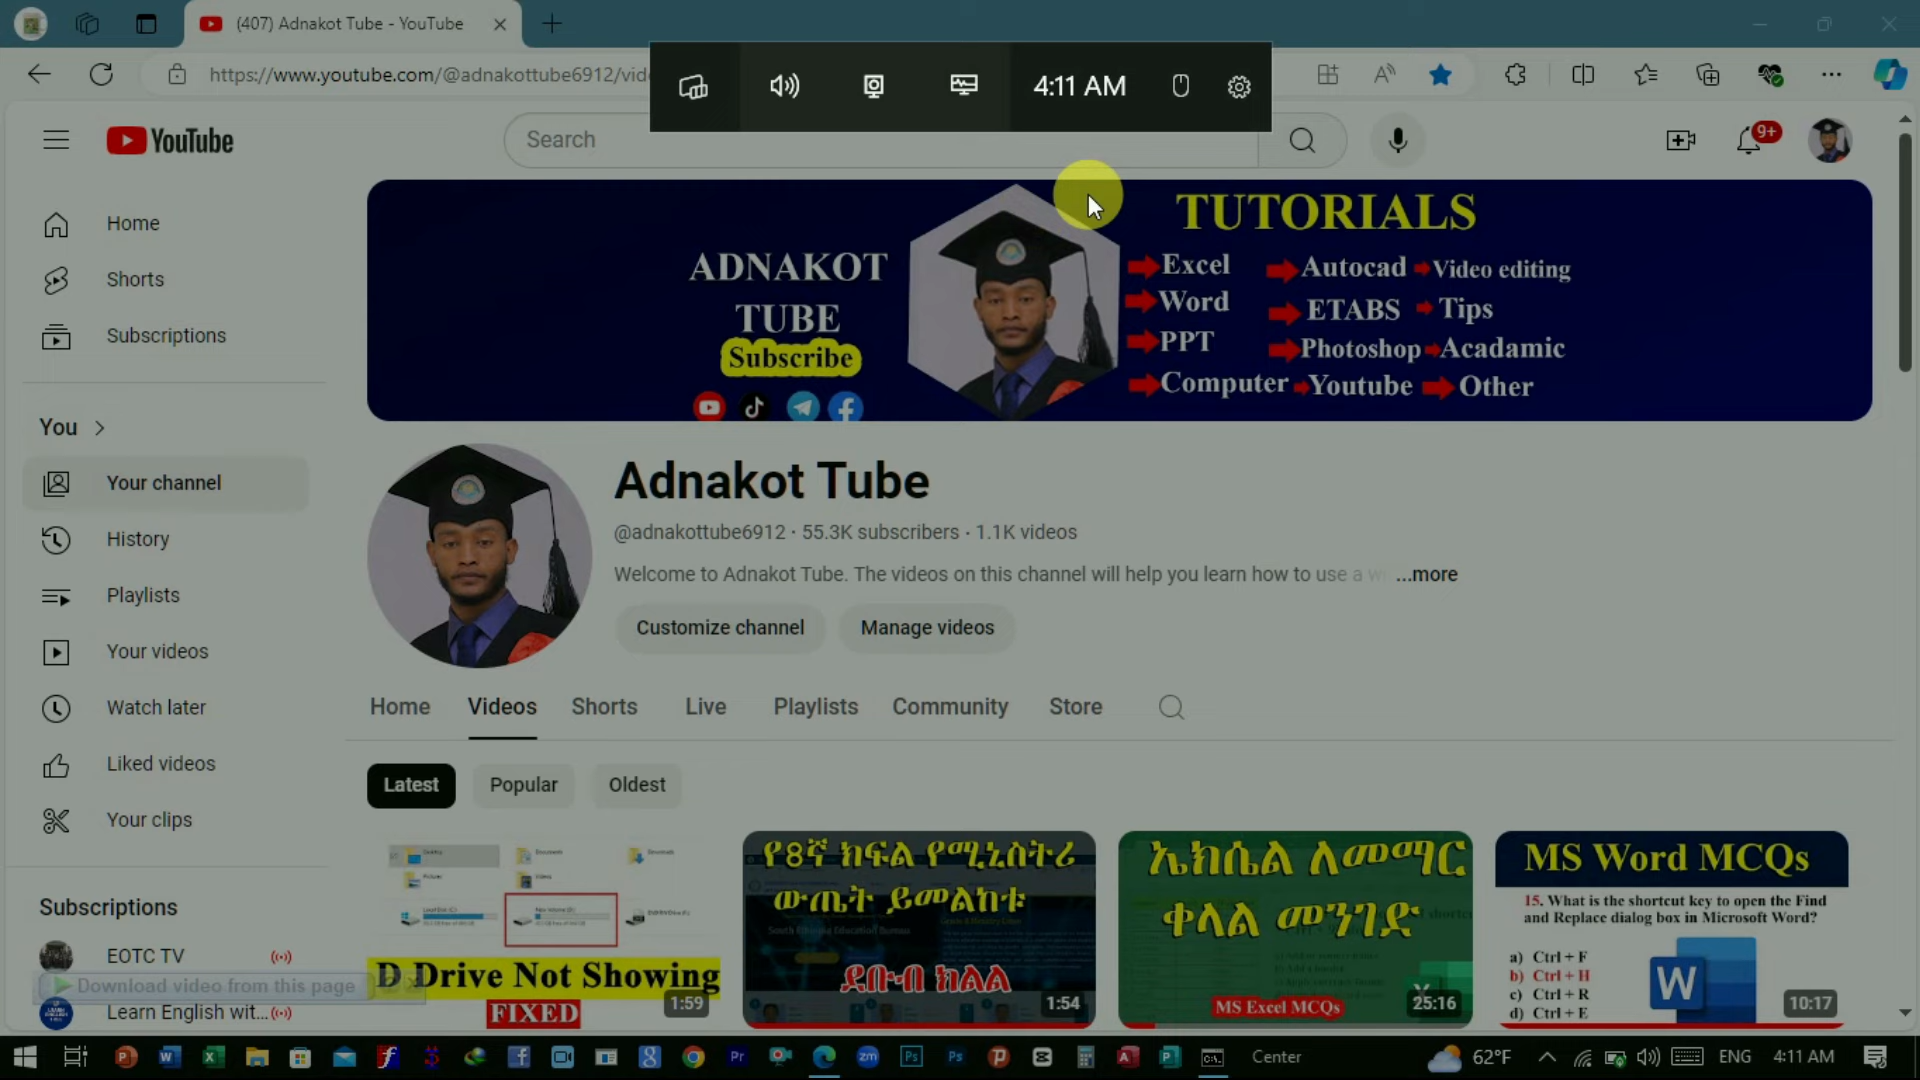 (407) Adnakot Tube - YouTube
https://www.youtube.com/@adnakottube6912/vid
4:11 AM
YouTube
Search
9+
Home
Shorts
Subscriptions
You
Your channel
History
Playlists
Your videos
Watch later
Liked videos
Your clips
Subscriptions
EOTC TV
Download video from this page
Learn English wit...
ADNAKOT
TUBE
Subscribe
TUTORIALS
Excel Autocad Video editing
Word ETABS Tips
PPT Photoshop Acadamic
Computer Youtube Other
Adnakot Tube
@adnakottube6912 · 55.3K subscribers · 1.1K videos
Welcome to Adnakot Tube. The videos on this channel will help you learn how to use a w ...more
Customize channel Manage videos
Home Videos Shorts Live Playlists Community Store
Latest Popular Oldest
D Drive Not Showing
FIXED
1:59
የ8ኛ ክፍል የሚኒስትሪ
ውጤት ይመልከቱ
South Ethiopia Education Bureau
ደቡብ ክልል
1:54
ኤክሴል ለመማር
ቀላል መንገድ
MS Excel MCQs
25:16
MS Word MCQs
15. What is the shortcut key to open the Find
and Replace dialog box in Microsoft Word?
a) Ctrl + F
b) Ctrl + H
c) Ctrl + R
d) Ctrl + E
W
10:17
Center
62°F
ENG
4:11 AM